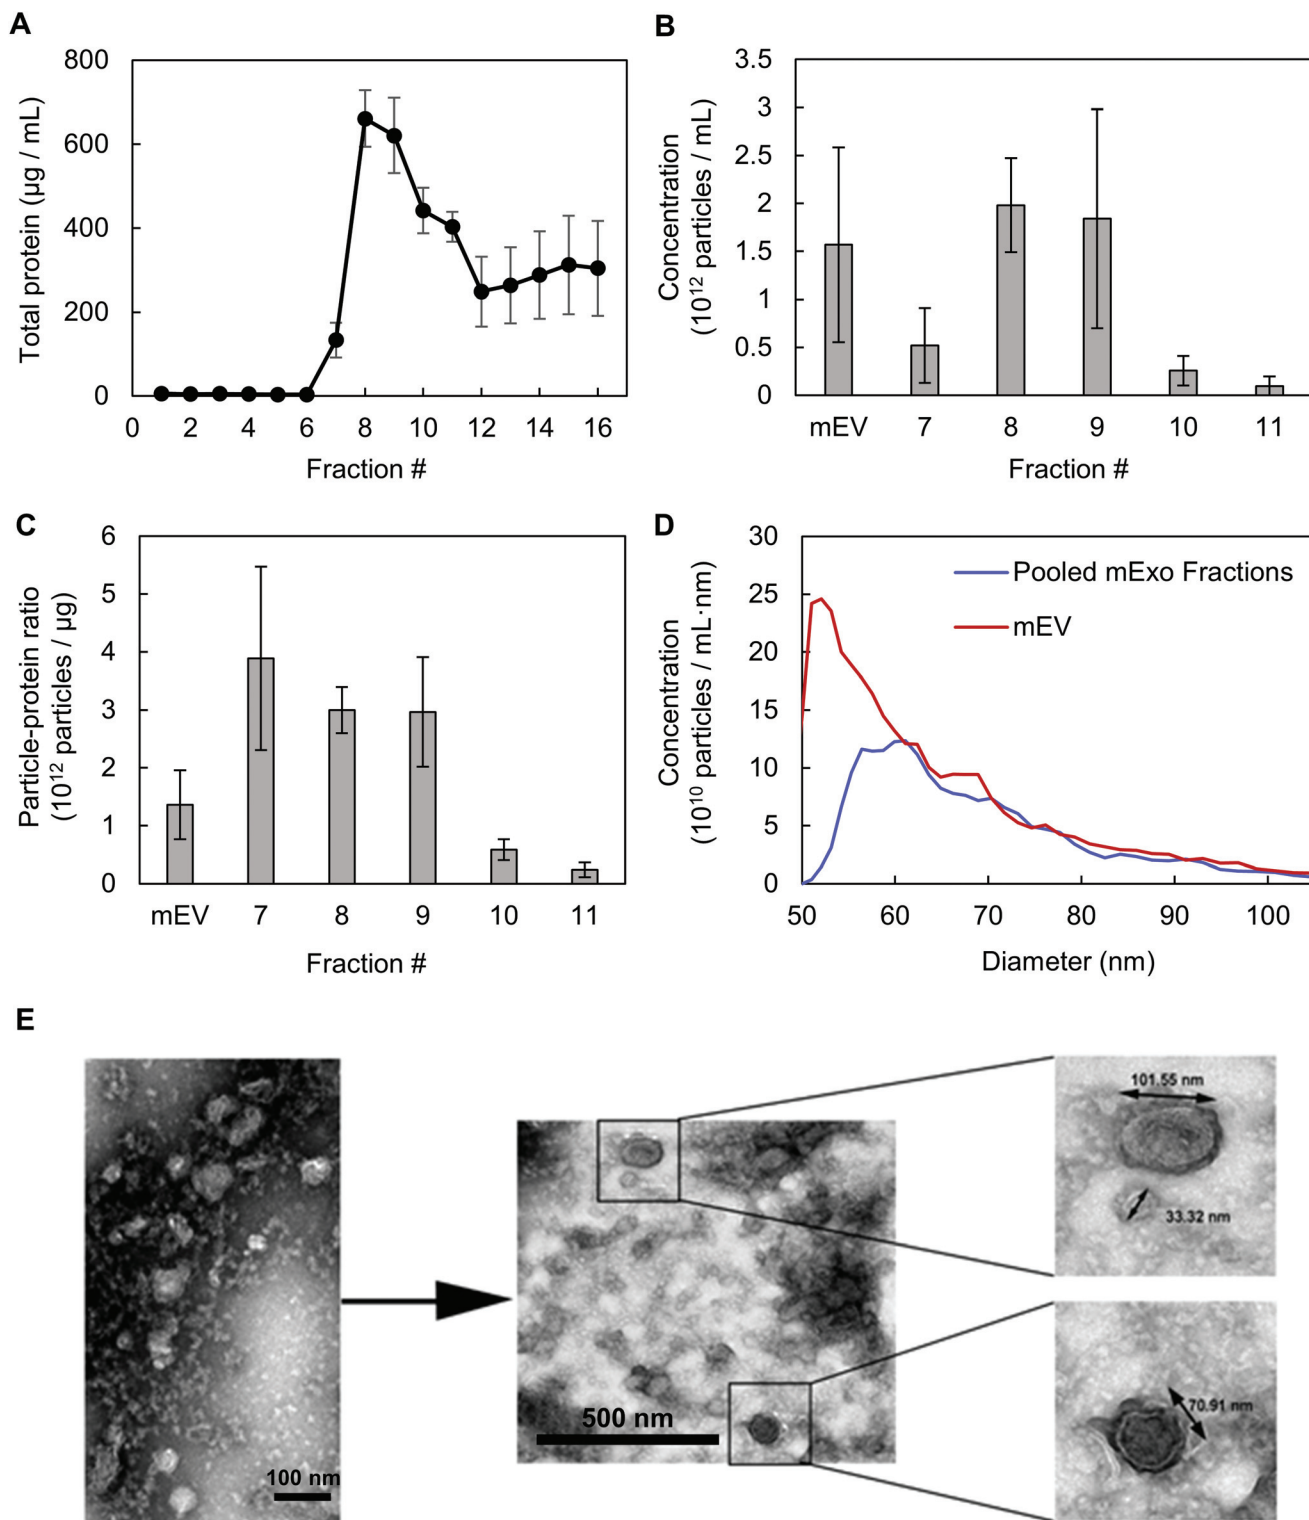 A
Total protein (µg / mL)
800
600
400
200
0
0 2 4 6 8 10 12 14 16
Fraction #
B
Concentration
(10¹² particles / mL)
3.5
3
2.5
2
1.5
1
0.5
0
mEV 7 8 9 10 11
Fraction #
C
Particle-protein ratio
(10¹² particles / µg)
6
5
4
3
2
1
0
mEV 7 8 9 10 11
Fraction #
D
Concentration
(10¹⁰ particles / mL·nm)
30
25
20
15
10
5
0
Pooled mExo Fractions
mEV
50 60 70 80 90 100
Diameter (nm)
E
100 nm
500 nm
101.55 nm
33.32 nm
70.91 nm